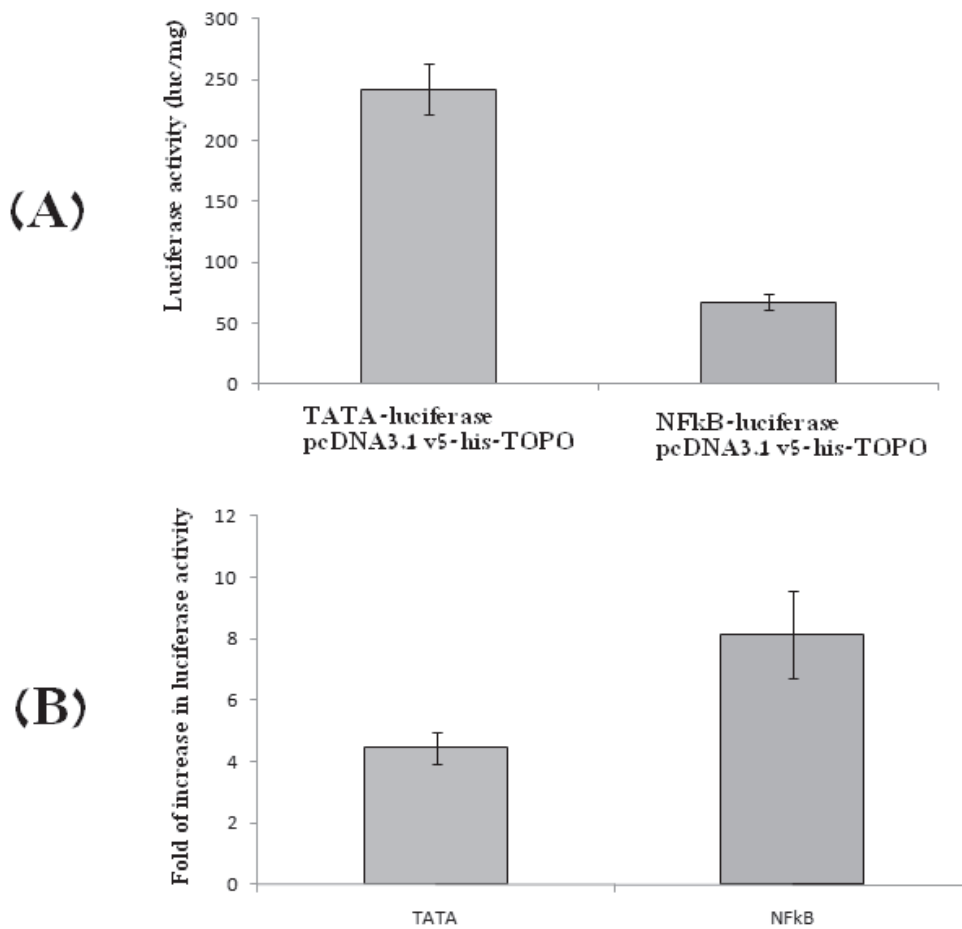 (A)
Luciferase activity (luc/mg)
300
250
200
150
100
50
0
TATA-luciferase
pcDNA3.1 v5-his-TOPO
NFkB-luciferase
pcDNA3.1 v5-his-TOPO
(B)
Fold of increase in luciferase activity
12
10
8
6
4
2
0
TATA
NFkB